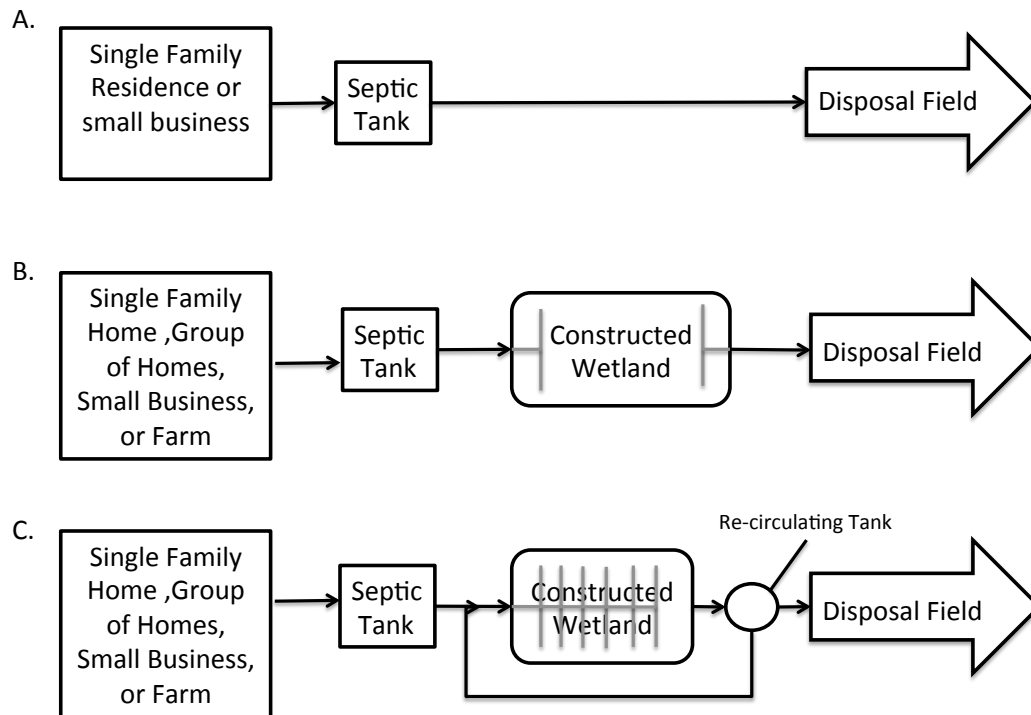 A.
Single Family
Residence or
small business
Septic
Tank
Disposal Field
B.
Single Family
Home ,Group
of Homes,
Small Business,
or Farm
Septic
Tank
Constructed
Wetland
Disposal Field
C.
Single Family
Home ,Group
of Homes,
Small Business,
or Farm
Septic
Tank
Constructed
Wetland
Re-circulating Tank
Disposal Field